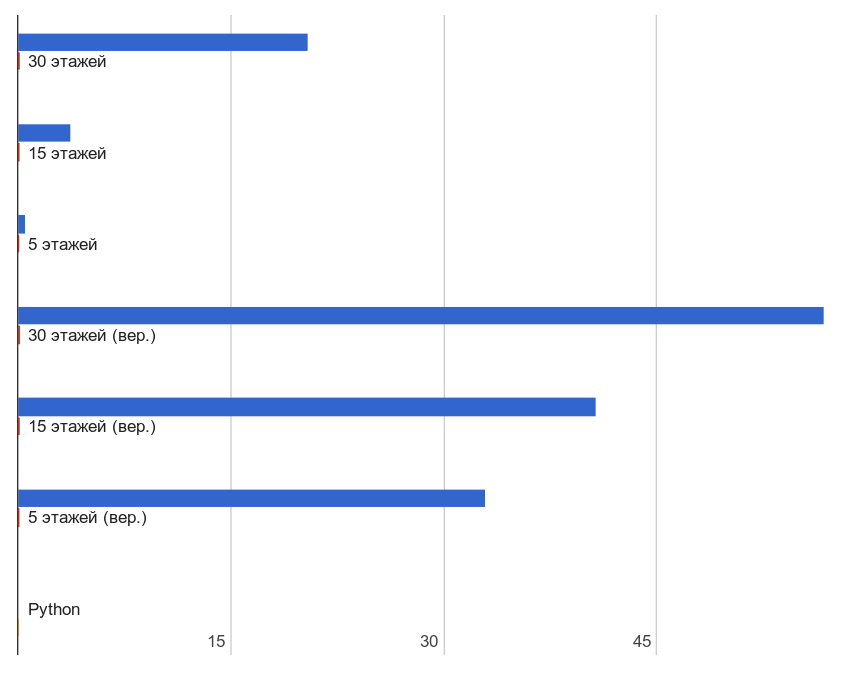 30 этажей
15 этажей
5 этажей
30 этажей (вер.)
15 этажей (вер.)
5 этажей (вер.)
Python
15 30 45